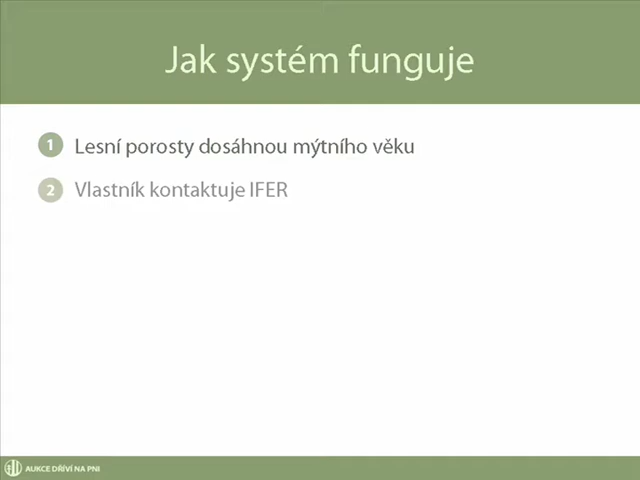 Jak systém funguje
1 Lesní porosty dosáhnou mýtního věku
2 Vlastník kontaktuje IFER
AUKCE DŘÍVÍ NA PNI